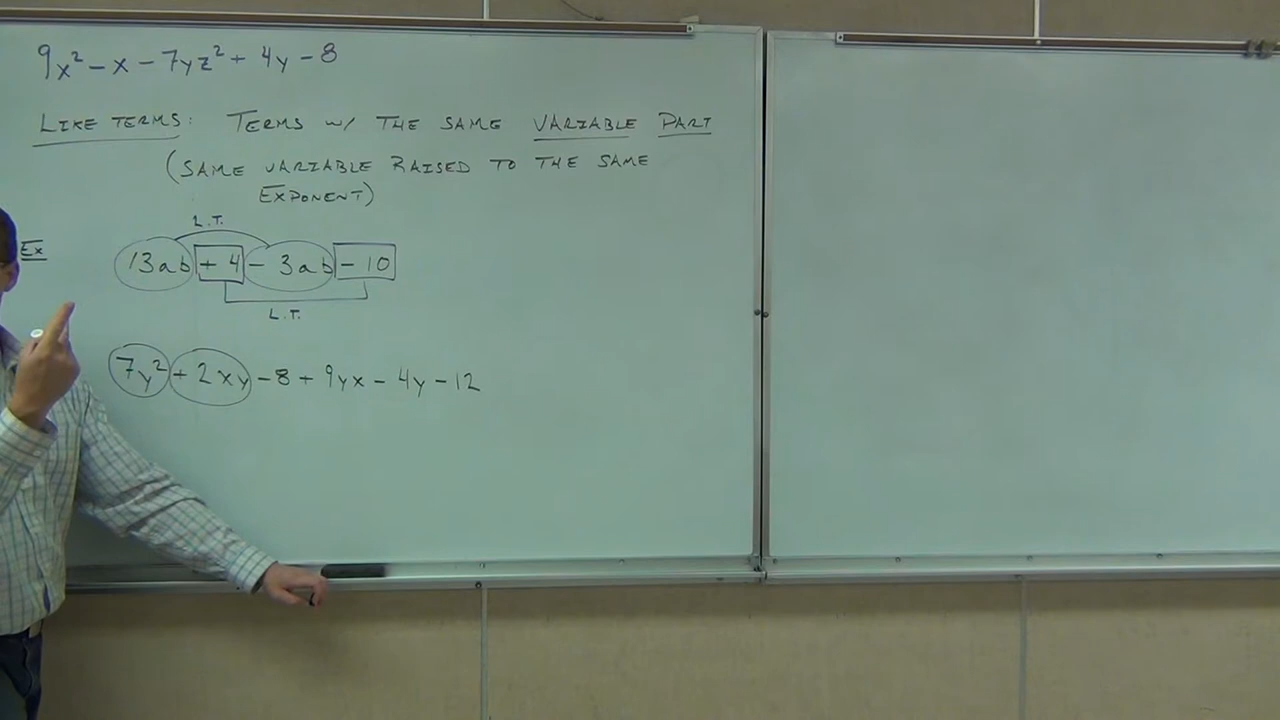 9x² - x - 7yz² + 4y - 8
LIKE TERMS: TERMS W/ THE SAME VARIABLE PART
(SAME VARIABLE RAISED TO THE SAME
EXPONENT)
L.T.
Ex 13ab + 4 - 3ab - 10
L.T.
7y² + 2xy - 8 + 9yx - 4y - 12